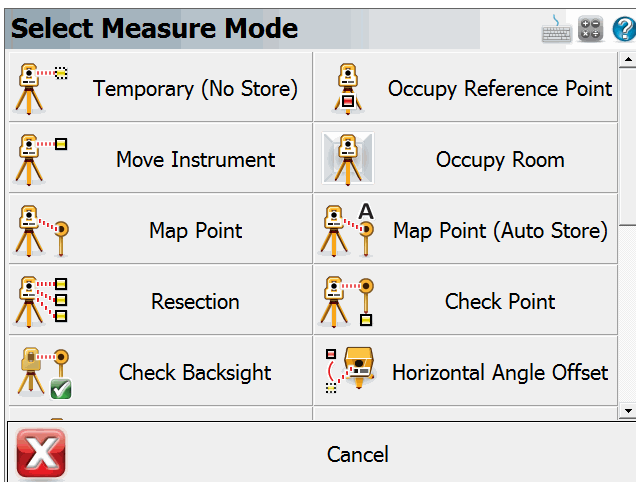 Select Measure Mode
Temporary (No Store)
Occupy Reference Point
Move Instrument
Occupy Room
Map Point
A
Map Point (Auto Store)
Resection
Check Point
Check Backsight
Horizontal Angle Offset
Cancel